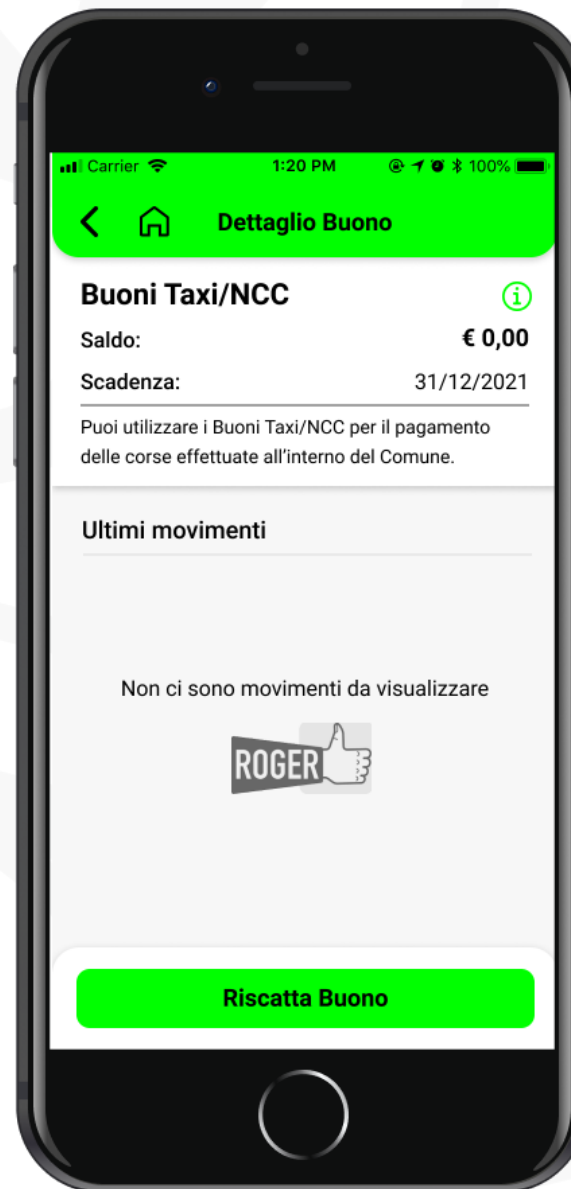 Carrier 1:20 PM 100%
Dettaglio Buono
Buoni Taxi/NCC
Saldo: € 0,00
Scadenza: 31/12/2021
Puoi utilizzare i Buoni Taxi/NCC per il pagamento
delle corse effettuate all'interno del Comune.
Ultimi movimenti
Non ci sono movimenti da visualizzare
ROGER
Riscatta Buono